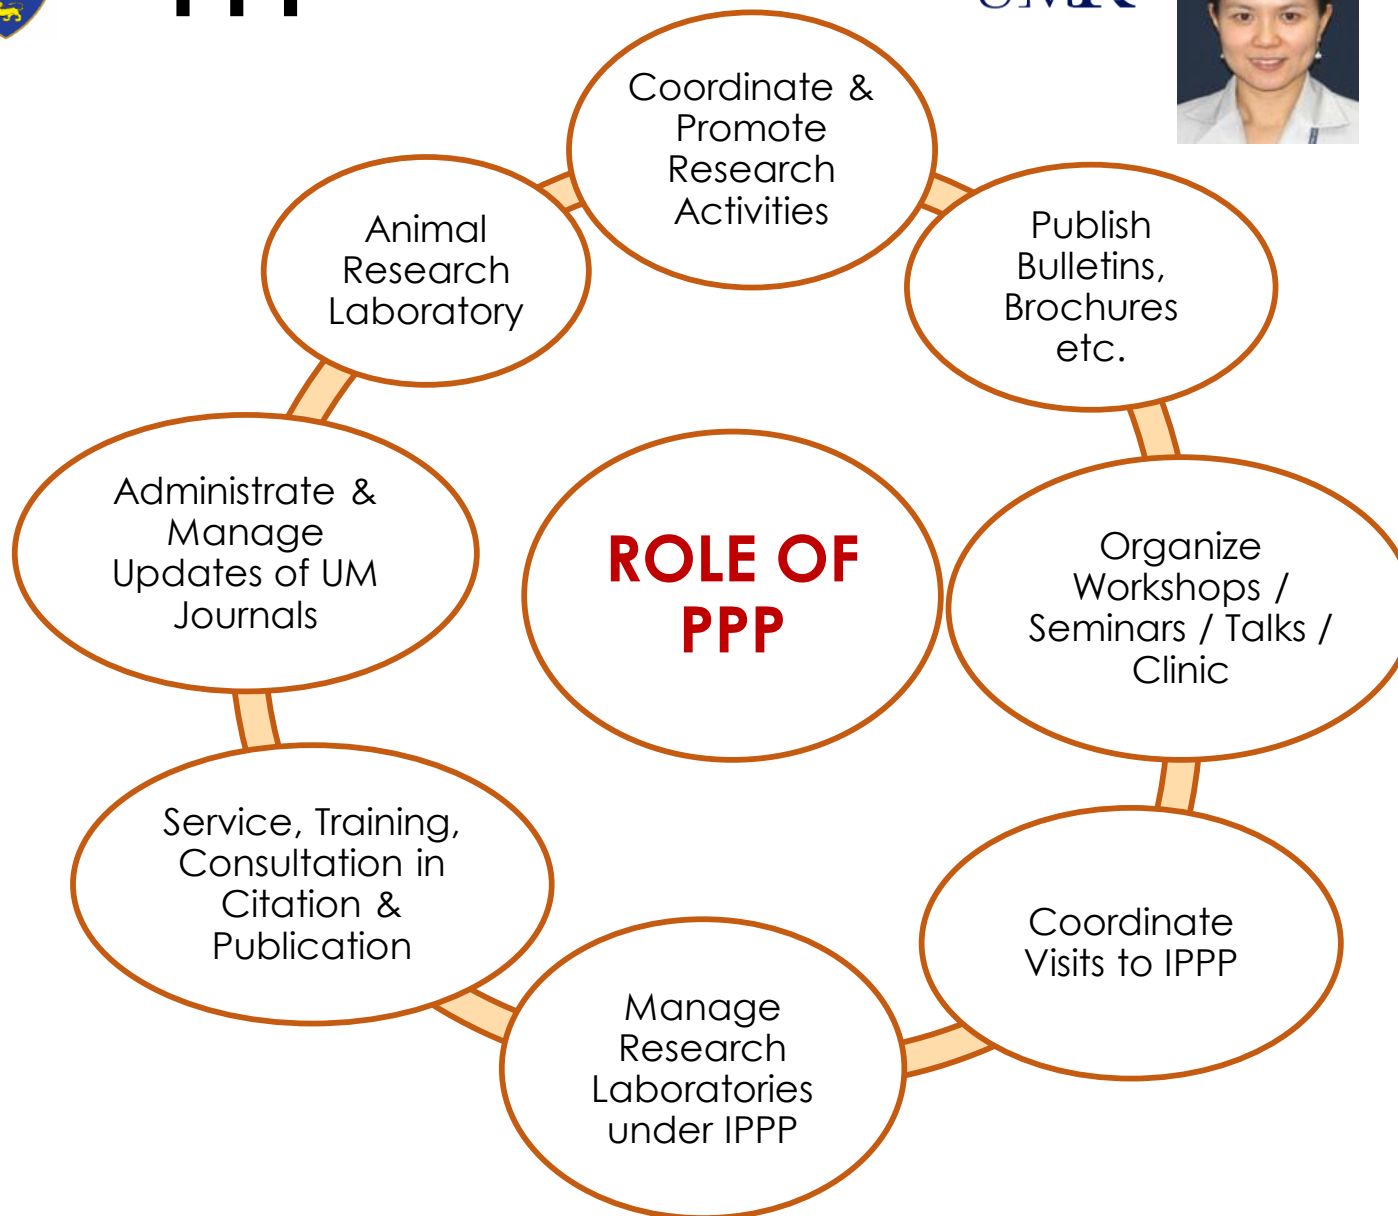 Coordinate &
Promote
Research
Activities
Publish
Bulletins,
Brochures
etc.
Organize
Workshops /
Seminars / Talks /
Clinic
Coordinate
Visits to IPPP
Manage
Research
Laboratories
under IPPP
Service, Training,
Consultation in
Citation &
Publication
Administrate &
Manage
Updates of UM
Journals
Animal
Research
Laboratory
ROLE OF
PPP